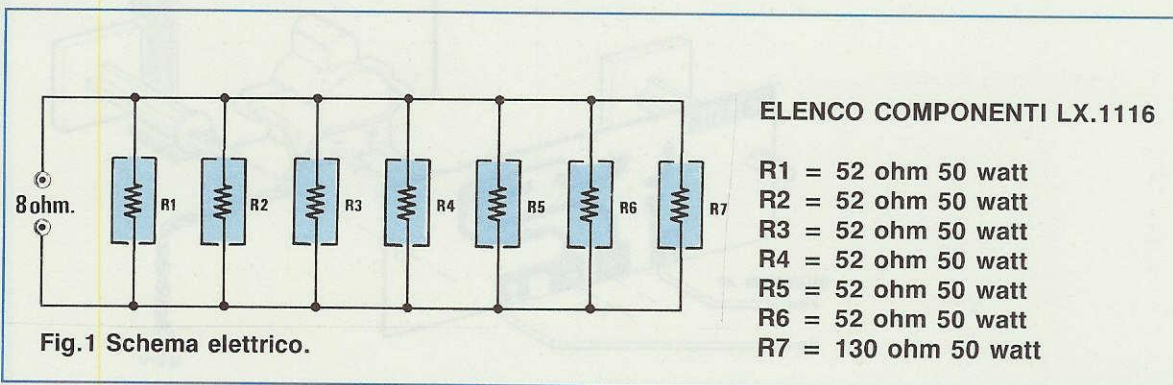 8 ohm.
R1
R2
R3
R4
R5
R6
R7
Fig.1 Schema elettrico.
ELENCO COMPONENTI LX.1116
R1 = 52 ohm 50 watt
R2 = 52 ohm 50 watt
R3 = 52 ohm 50 watt
R4 = 52 ohm 50 watt
R5 = 52 ohm 50 watt
R6 = 52 ohm 50 watt
R7 = 130 ohm 50 watt